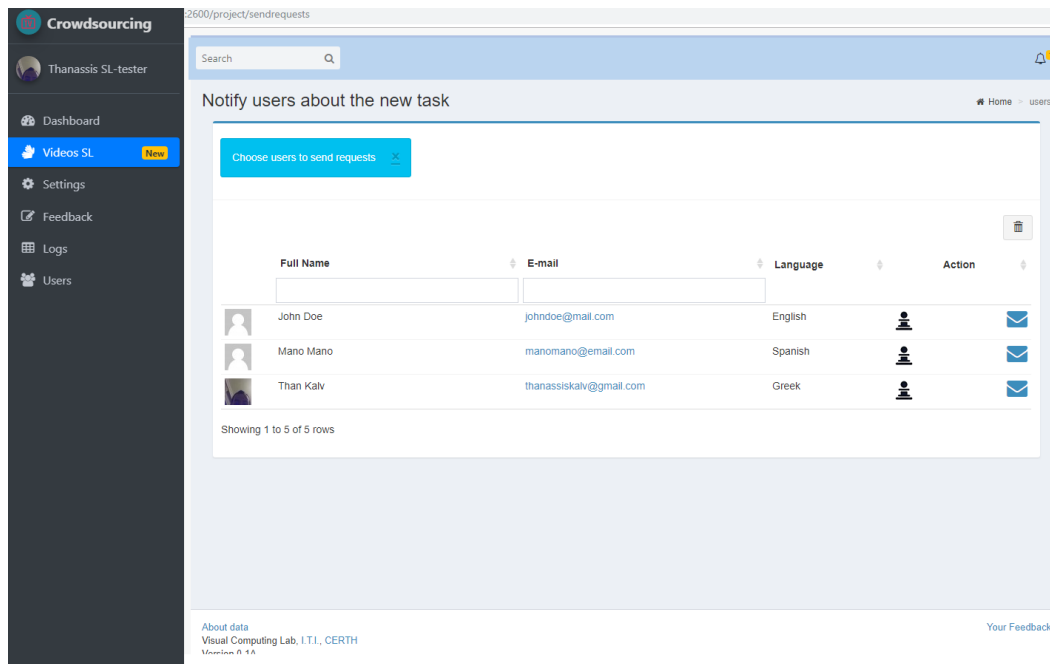 :2600/project/sendrequests
Crowdsourcing
Thanassis SL-tester
Dashboard
Videos SL New
Settings
Feedback
Logs
Users
Search
Notify users about the new task
Home > users
Choose users to send requests ×
Full Name E-mail Language Action
John Doe johndoe@mail.com English
Mano Mano manomano@email.com Spanish
Than Kalv thanassiskalv@gmail.com Greek
Showing 1 to 5 of 5 rows
About data
Visual Computing Lab, I.T.I., CERTH
Version 0.1A
Your Feedback